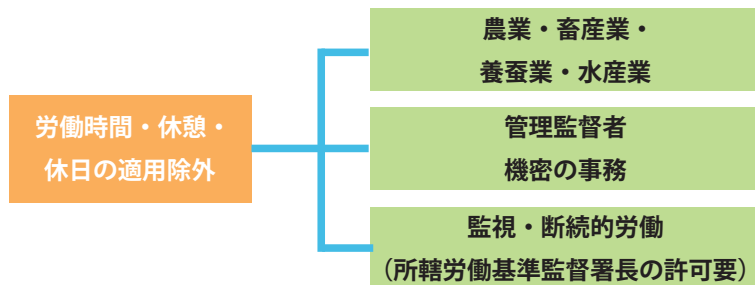 労働時間・休憩・
休日の適用除外
農業・畜産業・
養蚕業・水産業
管理監督者
機密の事務
監視・断続的労働
（所轄労働基準監督署長の許可要）